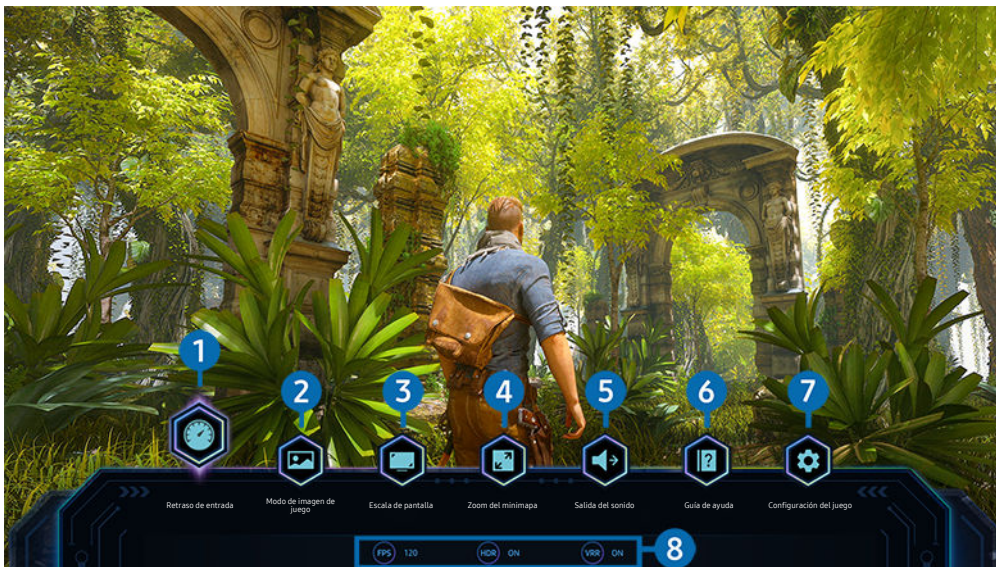 1
2
3
4
5
6
7
Retraso de entrada
Modo de imagen de
juego
Escala de pantalla
Zoom del minimapa
Salida del sonido
Guía de ayuda
Configuración del juego
FPS 120 HDR ON VRR ON 8